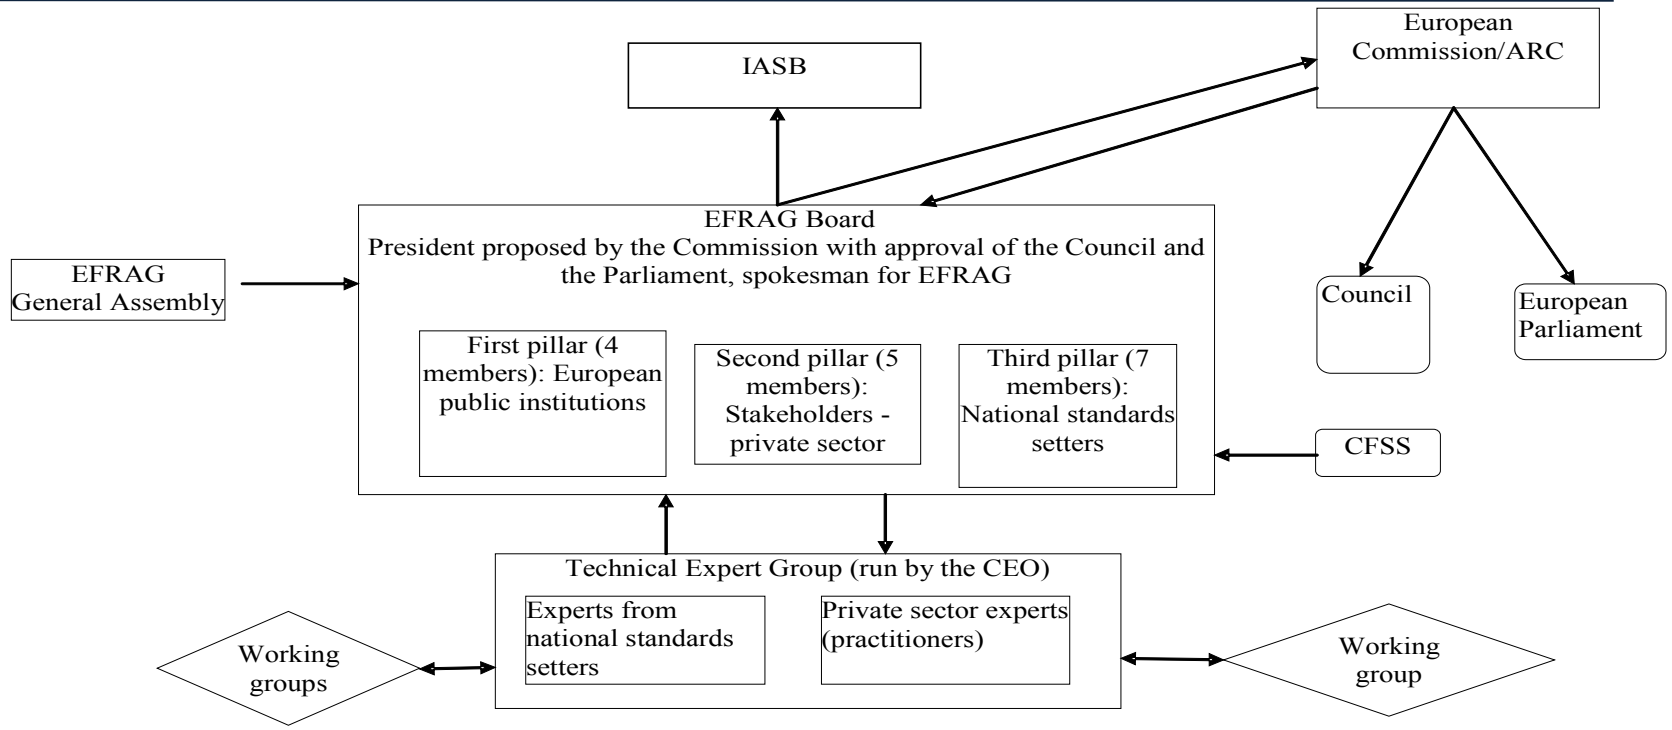 European
Commission/ARC
IASB
EFRAG Board
President proposed by the Commission with approval of the Council and
the Parliament, spokesman for EFRAG
EFRAG
General Assembly
Council
European
Parliament
First pillar (4
members): European
public institutions
Second pillar (5
members):
Stakeholders -
private sector
Third pillar (7
members):
National standards
setters
CFSS
Technical Expert Group (run by the CEO)
Experts from
national standards
setters
Private sector experts
(practitioners)
Working
groups
Working
group